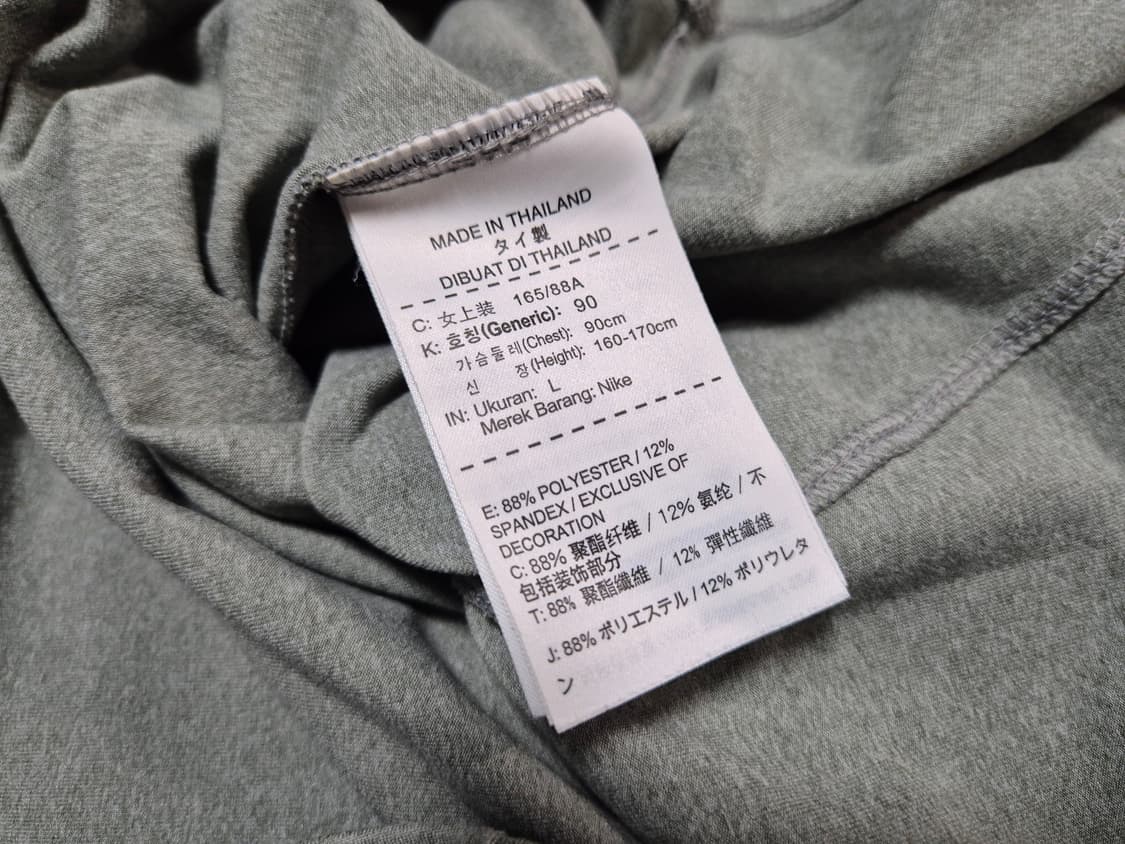 MADE IN THAILAND
タイ製
DIBUAT DI THAILAND
C: 女上装 165/88A
K: 호칭(Generic): 90
가슴둘레(Chest): 90cm
신 장(Height): 160-170cm
IN: Ukuran: L
Merek Barang: Nike
E: 88% POLYESTER / 12%
SPANDEX / EXCLUSIVE OF
DECORATION
C: 88% 聚酯纤维 / 12% 氨纶 / 不
包括装饰部分
T: 88% 聚酯纖維 / 12% 彈性纖維
J: 88% ポリエステル / 12% ポリウレタ
ン